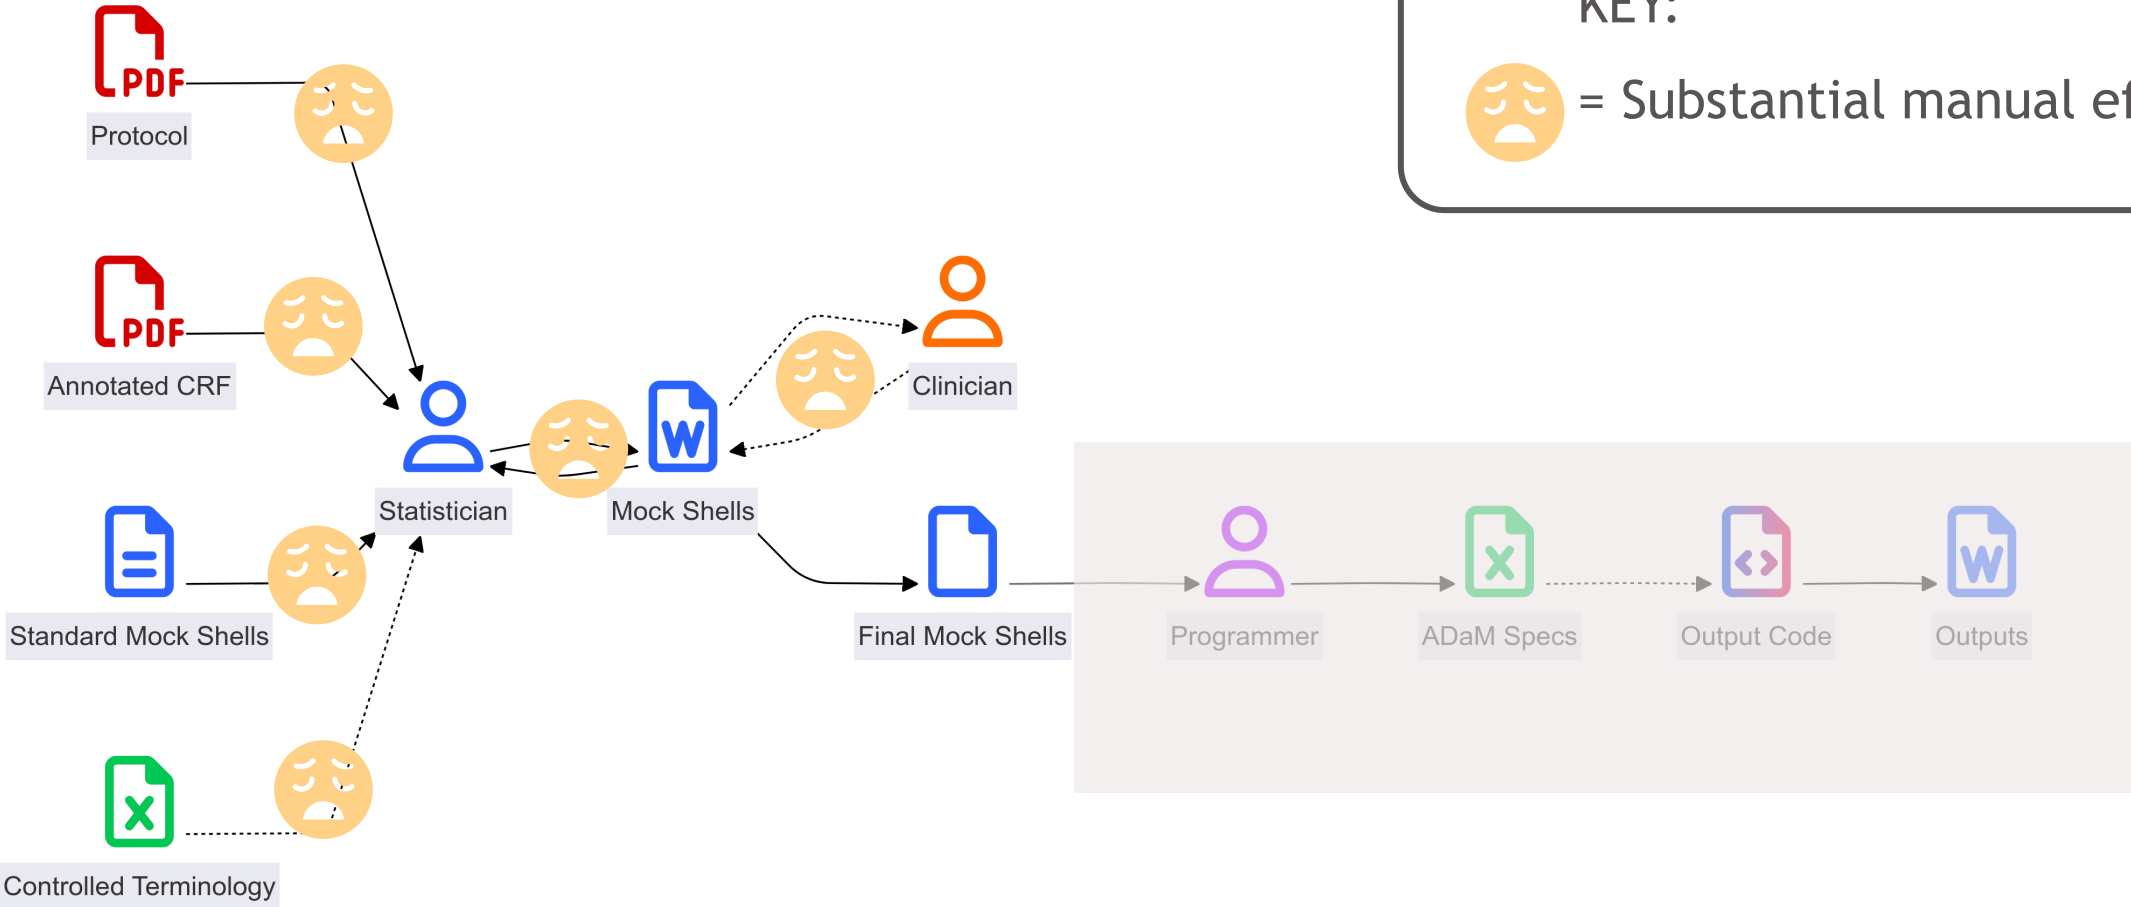 KEY:
= Substantial manual
PDF
Protocol
PDF
Annotated CRF
Clinician
W
Statistician
Mock Shells
Standard Mock Shells
Final Mock Shells
Programmer
X
ADaM Specs
<>
Output Code
W
Outputs
X
Controlled Terminology